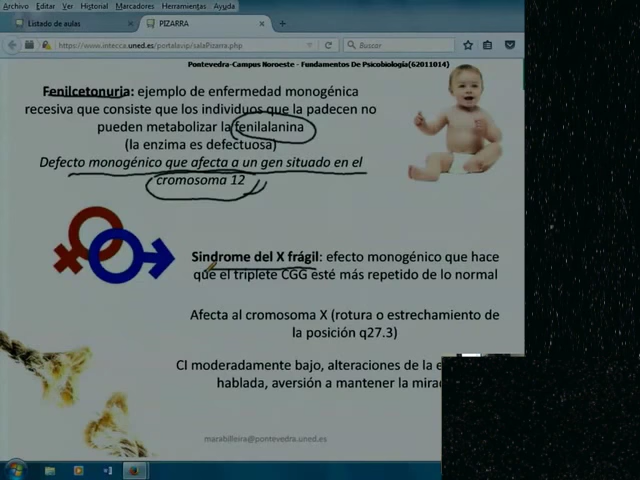 Archivo Editar Ver Historial Marcadores Herramientas Ayuda
Listado de aulas
PIZARRA
https://www.intecca.uned.es/portalavip/salaPizarra.php
Buscar
Pontevedra-Campus Noroeste - Fundamentos De Psicobiología(62011014)
Fenilcetonuria: ejemplo de enfermedad monogénica
recesiva que consiste que los individuos que la padecen no
pueden metabolizar la fenilalanina
(la enzima es defectuosa)
Defecto monogénico que afecta a un gen situado en el
cromosoma 12
Sindrome del X frágil: efecto monogénico que hace
que el triplete CGG esté más repetido de lo normal
Afecta al cromosoma X (rotura o estrechamiento de
la posición q27.3)
CI moderadamente bajo, alteraciones de la e
hablada, aversión a mantener la mirad
marabilleira@pontevedra.uned.es